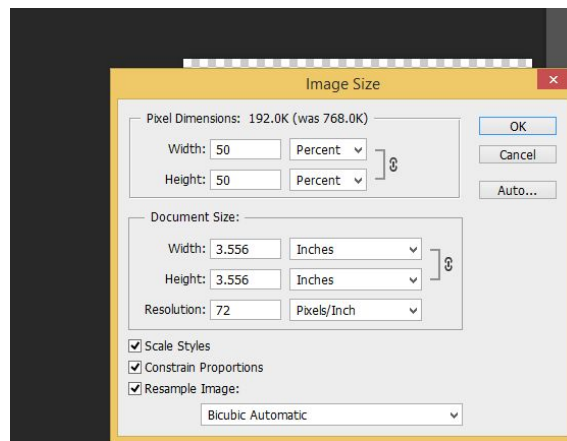 Image Size
x
Pixel Dimensions: 192.0K (was 768.0K)
Width: 50 Percent
Height: 50 Percent
OK
Cancel
Auto...
Document Size:
Width: 3.556 Inches
Height: 3.556 Inches
Resolution: 72 Pixels/Inch
Scale Styles
Constrain Proportions
Resample Image:
Bicubic Automatic